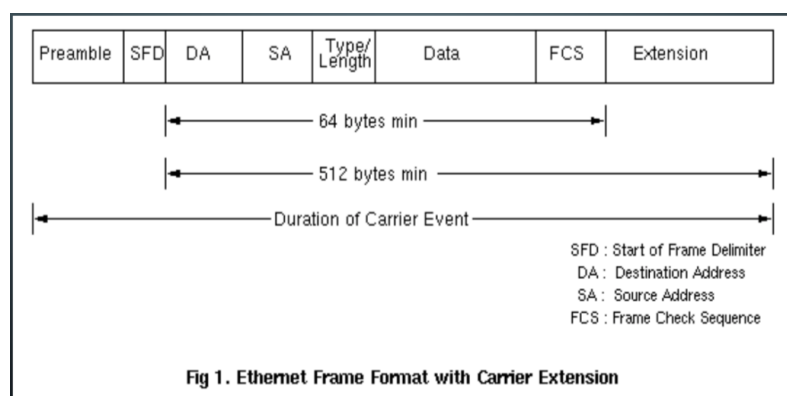 Preamble SFD DA SA Type/ Length Data FCS Extension
64 bytes min
512 bytes min
Duration of Carrier Event
SFD : Start of Frame Delimiter
DA : Destination Address
SA : Source Address
FCS : Frame Check Sequence
Fig 1. Ethernet Frame Format with Carrier Extension